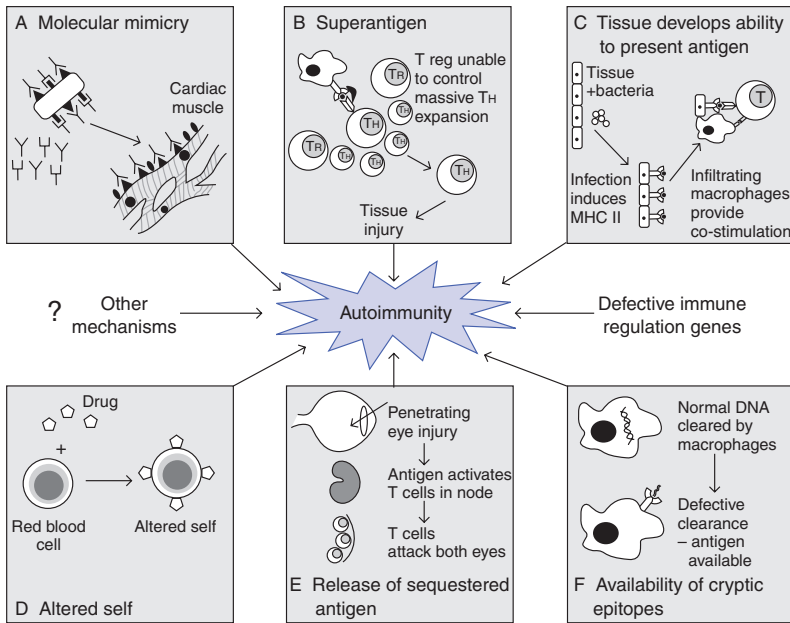 A Molecular mimicry
Cardiac
muscle
B Superantigen
T reg unable
to control
massive TH
expansion
TR
TH
TH
TR
TH
TH
TH
TH
TH
Tissue
injury
C Tissue develops ability
to present antigen
Tissue
+bacteria
T
Infection
induces
MHC II
Infiltrating
macrophages
provide
co-stimulation
? Other
mechanisms
Autoimmunity
Defective immune
regulation genes
Drug
+
Red blood
cell
Altered self
D Altered self
Penetrating
eye injury
Antigen activates
T cells in node
T cells
attack both eyes
E Release of sequestered
antigen
Normal DNA
cleared by
macrophages
Defective
clearance
– antigen
available
F Availability of cryptic
epitopes